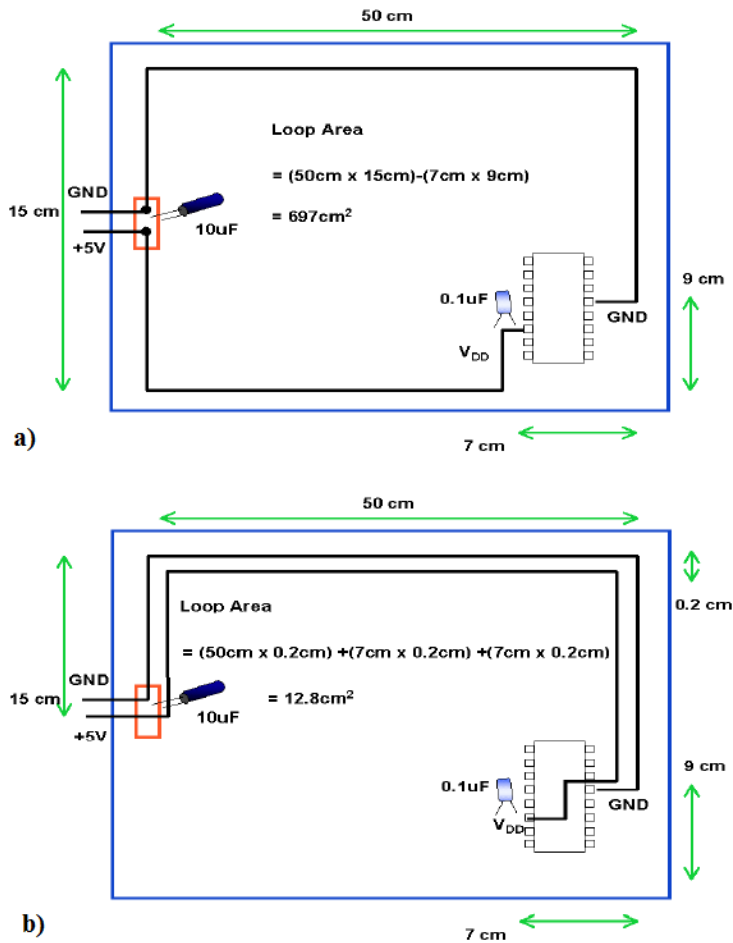 50 cm
Loop Area
= (50cm x 15cm)-(7cm x 9cm)
GND
15 cm
= 697cm²
10uF
+5V
9 cm
0.1uF
GND
VDD
a)
7 cm
50 cm
0.2 cm
Loop Area
= (50cm x 0.2cm) +(7cm x 0.2cm) +(7cm x 0.2cm)
GND
15 cm
= 12.8cm²
10uF
+5V
9 cm
0.1uF
GND
VDD
b)
7 cm